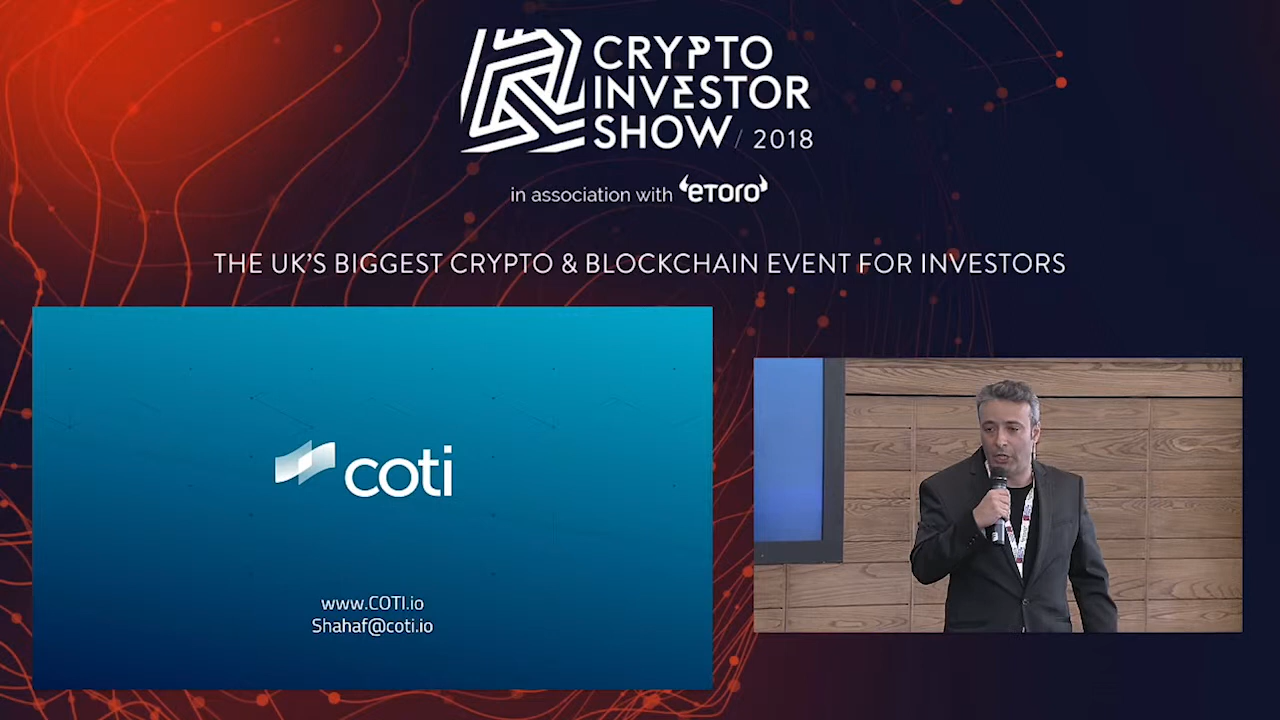 CRYPTO
INVESTOR
SHOW / 2018
in association with eToro
THE UK'S BIGGEST CRYPTO & BLOCKCHAIN EVENT FOR INVESTORS
coti
www.COTI.io
Shahaf@coti.io